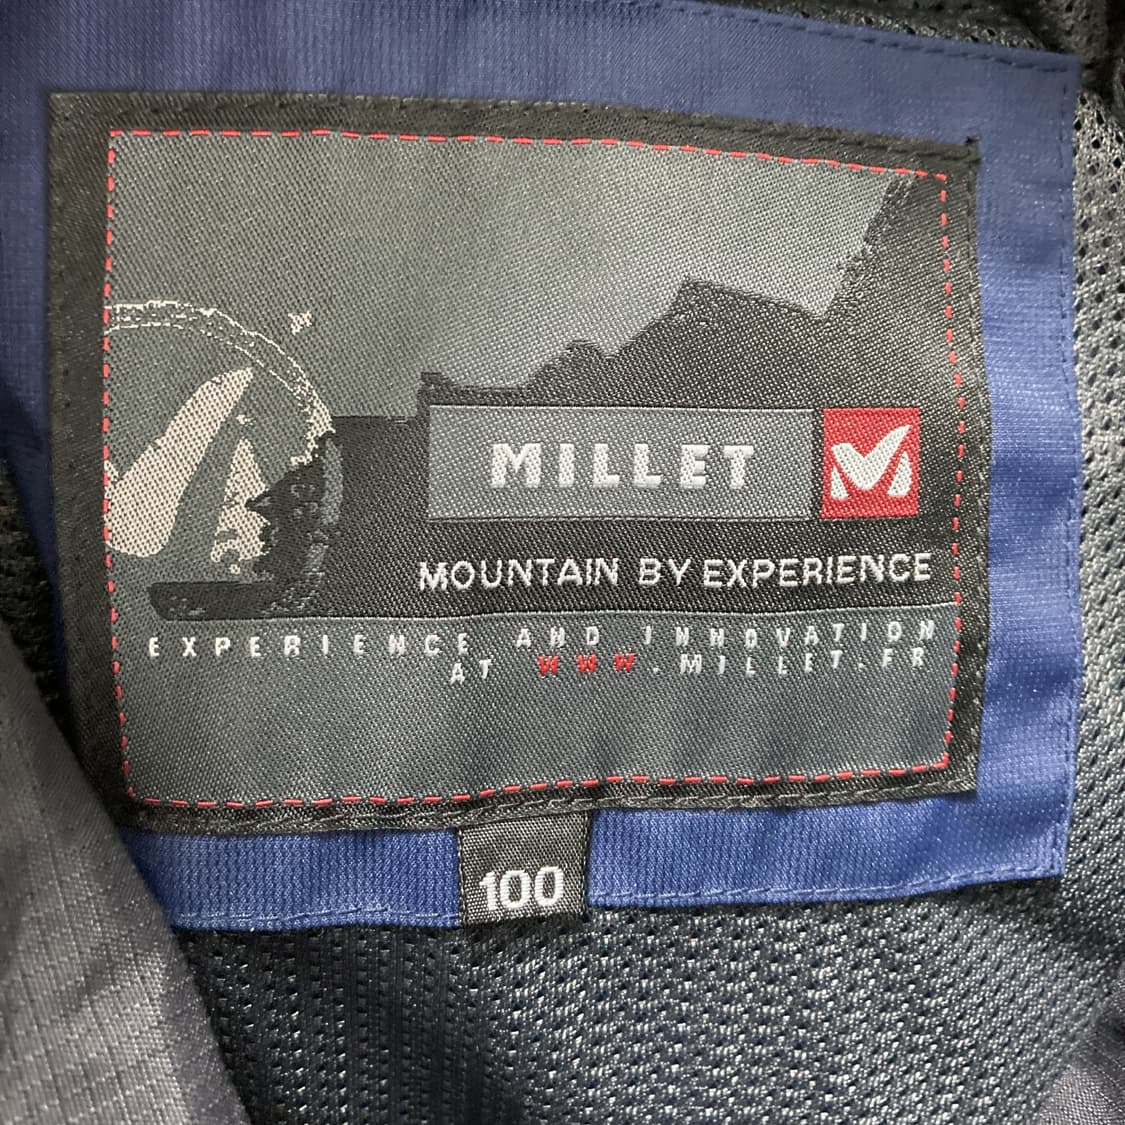 MILLET
MOUNTAIN BY EXPERIENCE
EXPERIENCE AND INNOVATION
AT WWW.MILLET.FR
100